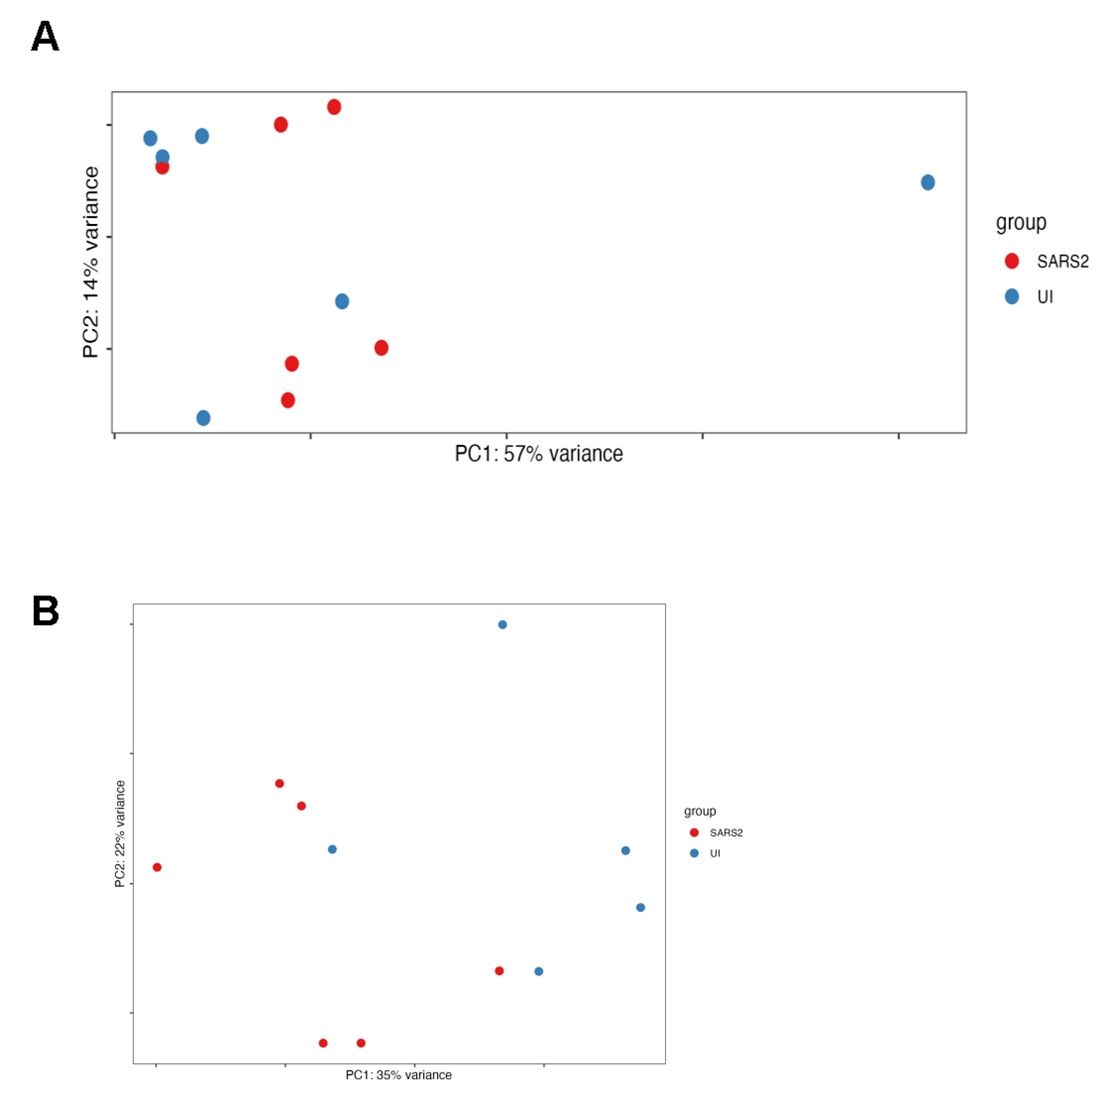 A
PC2: 14% variance
PC1: 57% variance
group
SARS2
UI
B
PC2: 22% variance
PC1: 35% variance
group
SARS2
UI